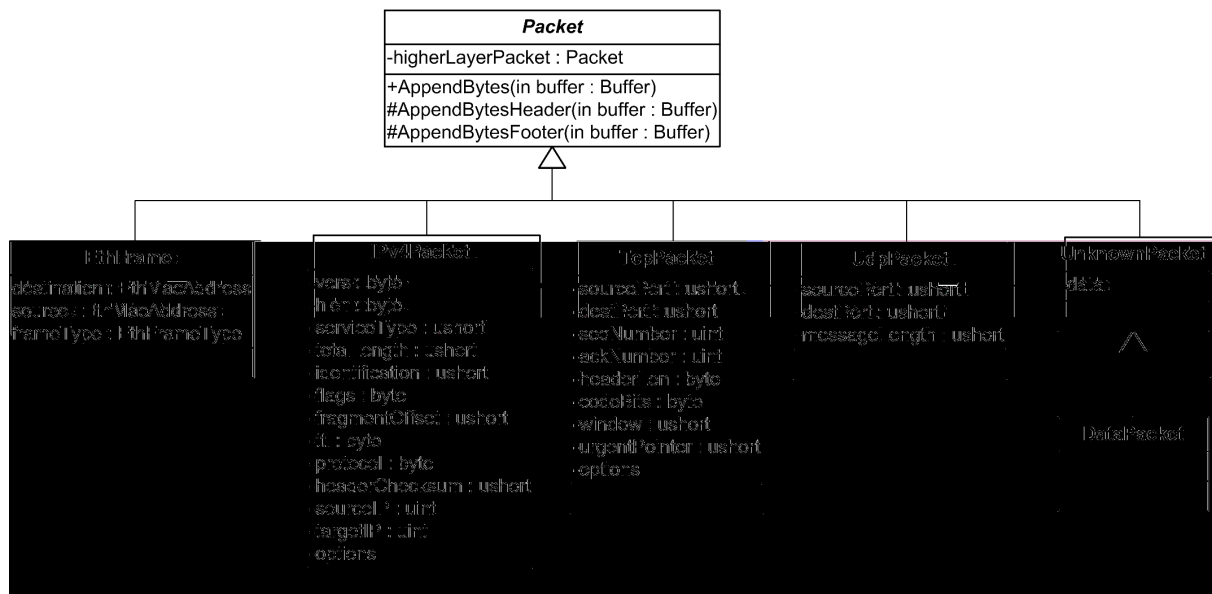 Packet
-higherLayerPacket : Packet
+AppendBytes(in buffer : Buffer)
#AppendBytesHeader(in buffer : Buffer)
#AppendBytesFooter(in buffer : Buffer)
EthFrame
-destination : EthMacAddress
-source : EthMacAddress
-frameType : EthFrameType
IPv4Packet
-vers : byte
-hlen : byte
-serviceType : ushort
-totalLength : ushort
-identification : ushort
-flags : byte
-fragmentOffset : ushort
-ttl : byte
-protocol : byte
-headerChecksum : ushort
-sourceIP : uint
-targetIP : uint
-options
TcpPacket
-sourcePort : ushort
-destPort : ushort
-seqNumber : uint
-ackNumber : uint
-headerLen : byte
-codeBits : byte
-window : ushort
-urgentPointer : ushort
-options
UdpPacket
-sourcePort : ushort
-destPort : ushort
-messageLength : ushort
UnknownPacket
-data
DataPacket